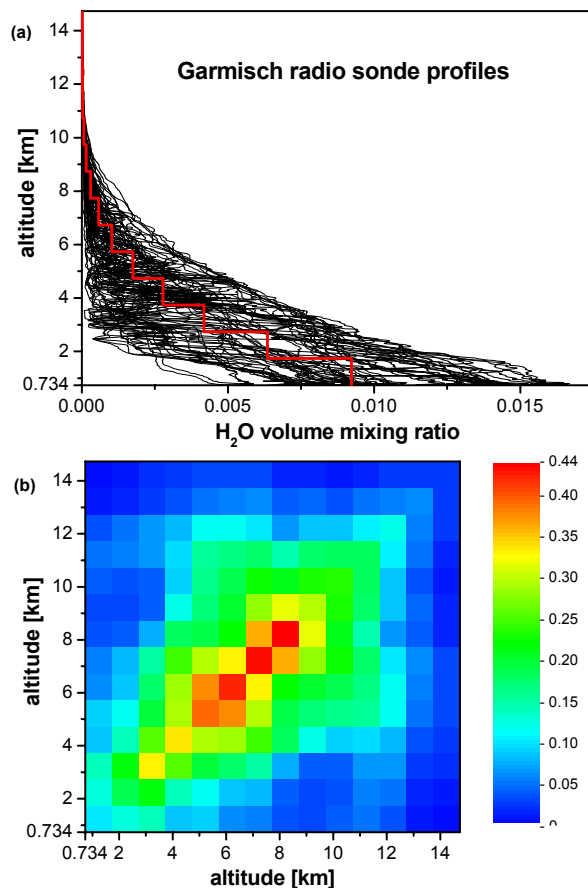 (a)
Garmisch radio sonde profiles
altitude [km]
14
12
10
8
6
4
2
0.734
0.000 0.005 0.010 0.015
H₂O volume mixing ratio
(b)
altitude [km]
14
12
10
8
6
4
2
0.734
0.734 2 4 6 8 10 12 14
altitude [km]
0.44
0.40
0.35
0.30
0.25
0.20
0.15
0.10
0.05
0